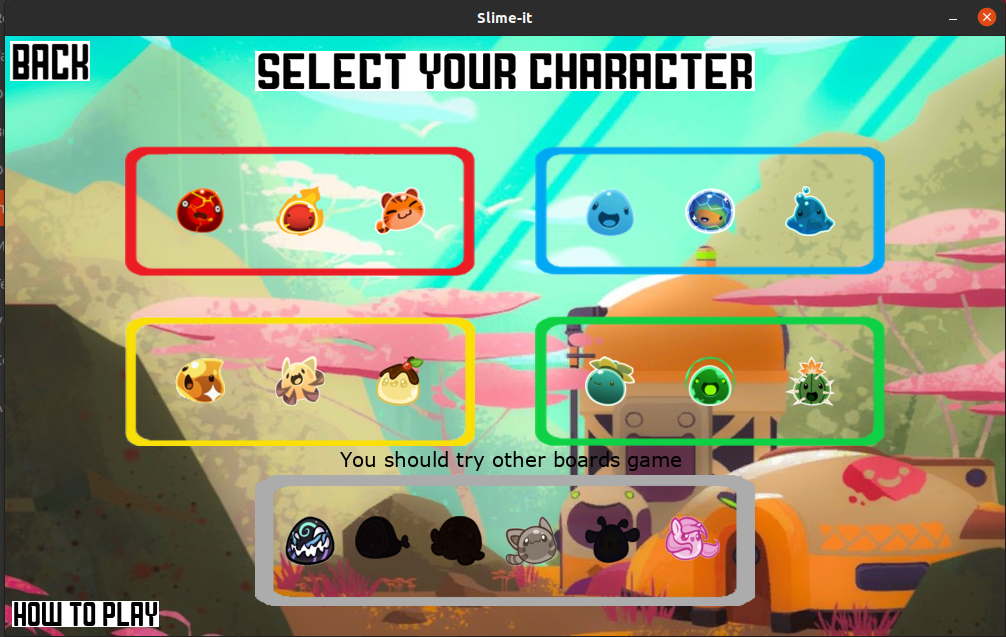 Slime-it
BACK
SELECT YOUR CHARACTER
You should try other boards game
HOW TO PLAY